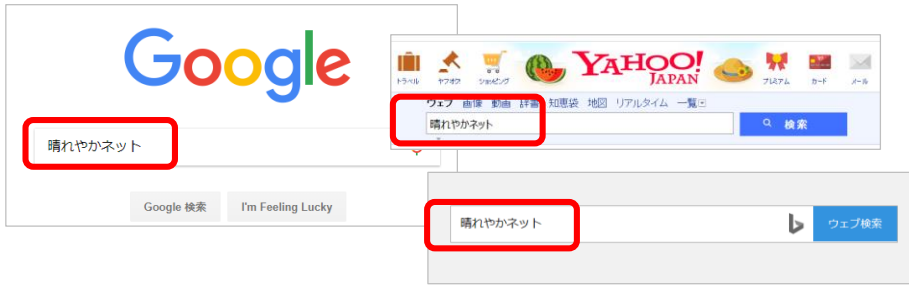 Google
晴れやかネット
Google 検索 I'm Feeling Lucky
トラベル ヤフオク ショッピング YAHOO! JAPAN プレミアム カード メール
ウェブ 画像 動画 辞書 知恵袋 地図 リアルタイム 一覧
晴れやかネット 検索
晴れやかネット ウェブ検索